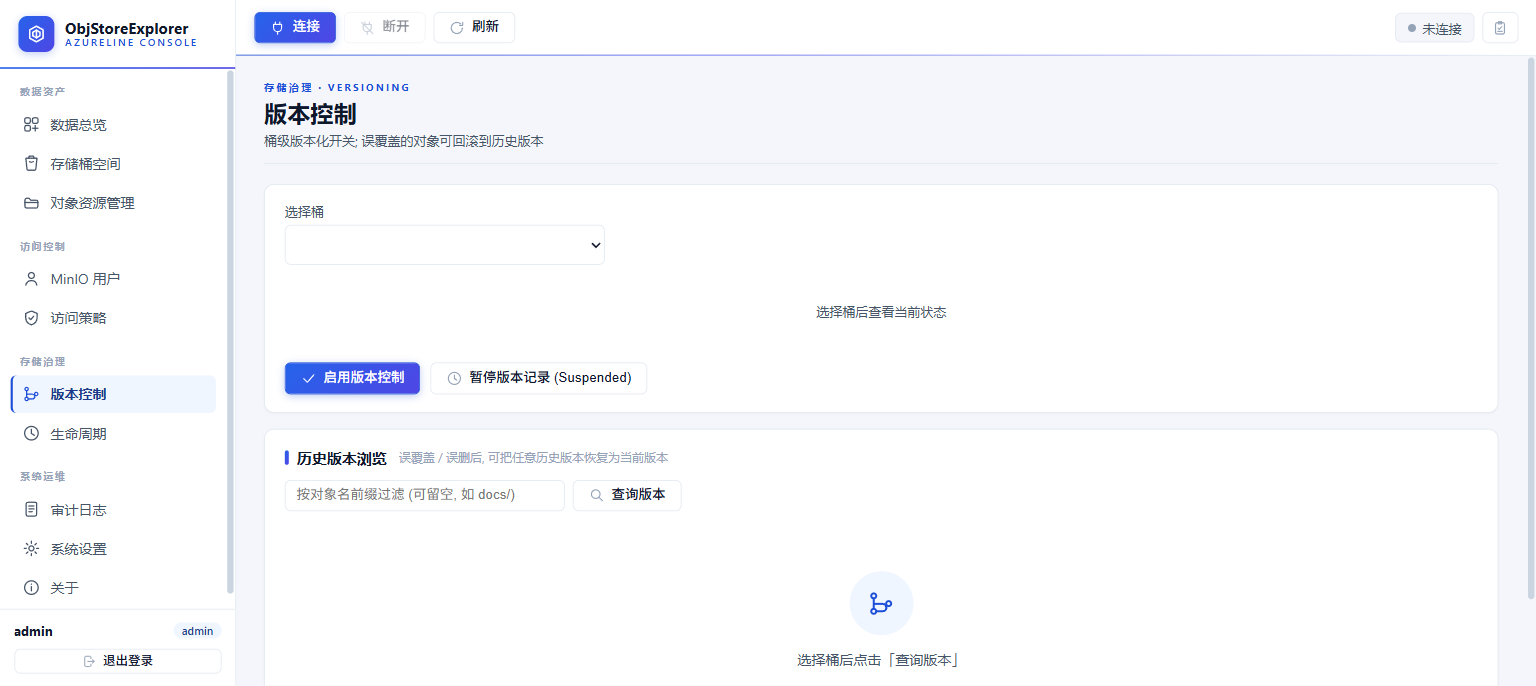 ObjStoreExplorer
AZURELINE CONSOLE
连接
断开
刷新
未连接
数据资产
数据总览
存储桶空间
对象资源管理
访问控制
MinIO 用户
访问策略
存储治理
版本控制
生命周期
系统运维
审计日志
系统设置
关于
admin
admin
退出登录
存储治理 · VERSIONING
版本控制
桶级版本化开关; 误覆盖的对象可回滚到历史版本
选择桶
选择桶后查看当前状态
启用版本控制
暂停版本记录 (Suspended)
历史版本浏览
误覆盖 / 误删后, 可把任意历史版本恢复为当前版本
按对象名前缀过滤 (可留空, 如 docs/)
查询版本
选择桶后点击「查询版本」